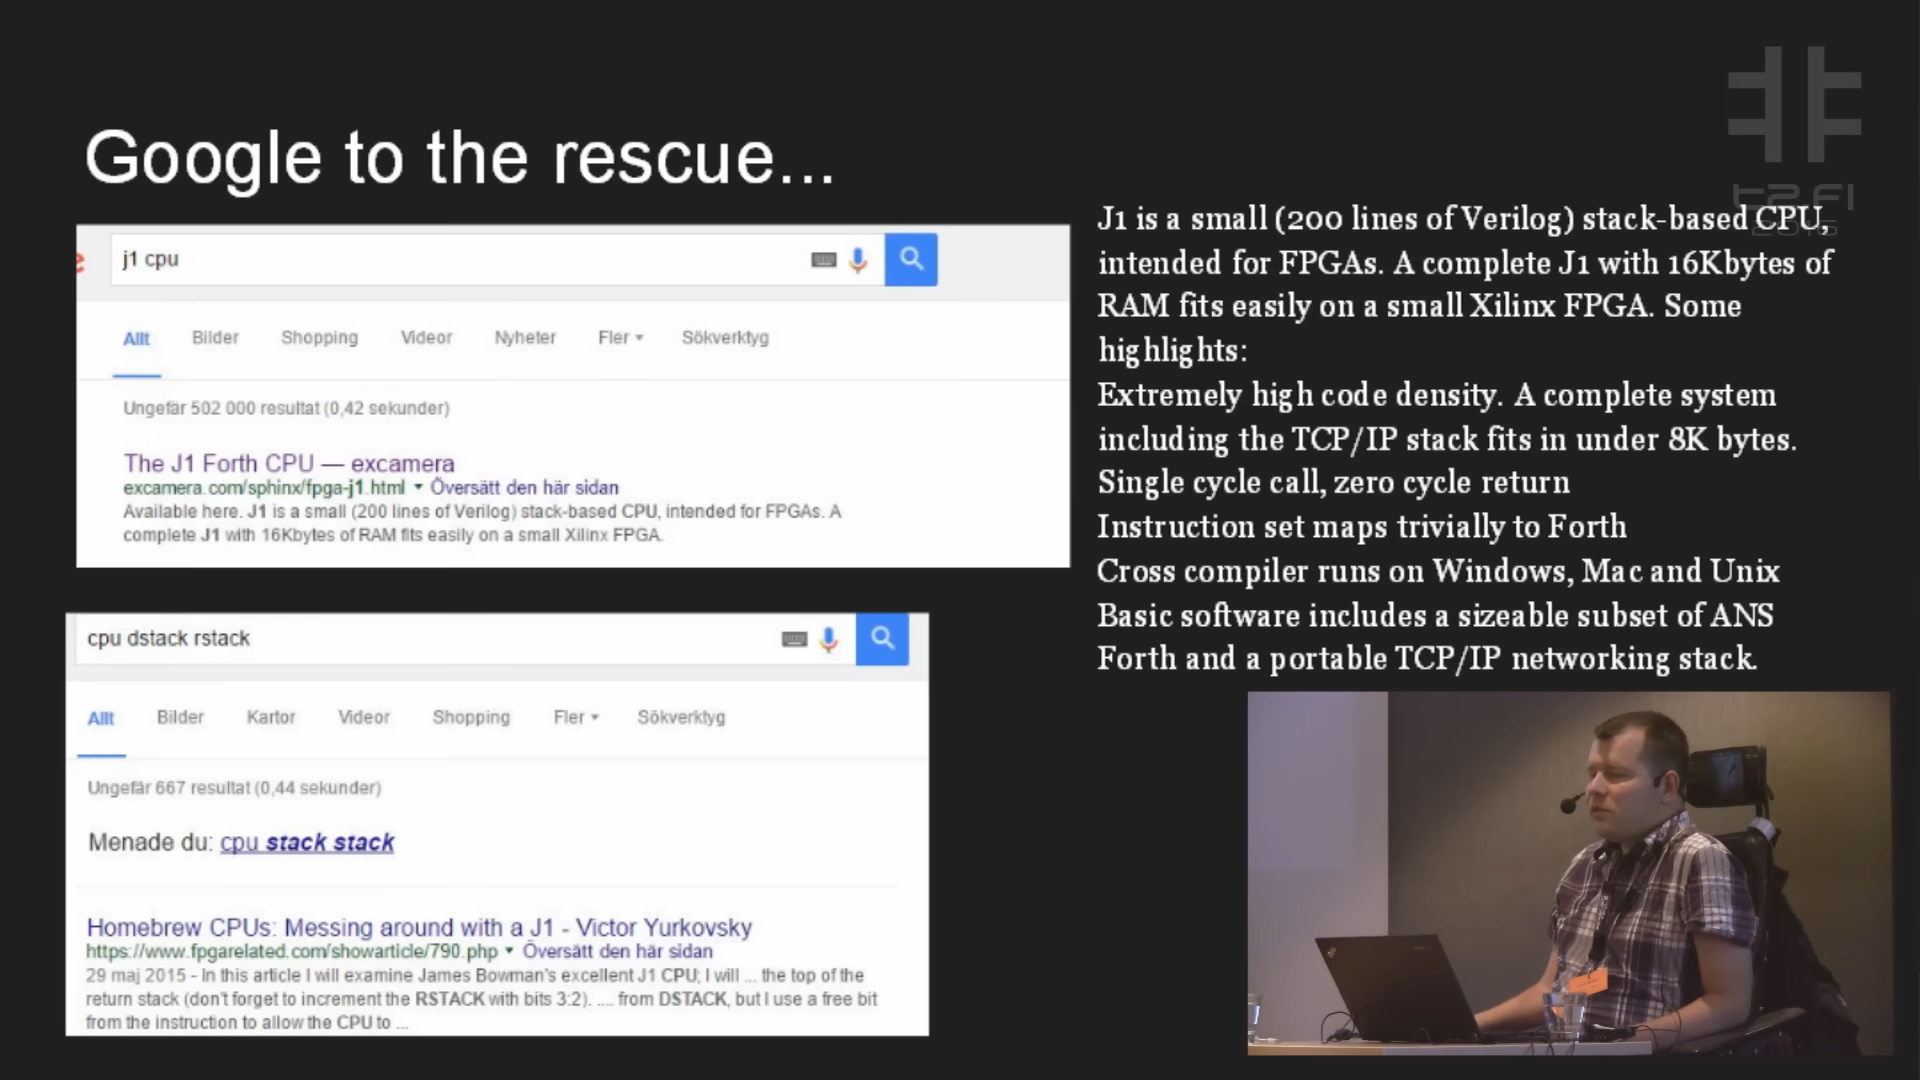 Google to the rescue...
j1 cpu
Allt Bilder Shopping Videor Nyheter Fler Sökverktyg
Ungefär 502 000 resultat (0,42 sekunder)
The J1 Forth CPU — excamera
excamera.com/sphinx/fpga-j1.html Översätt den här sidan
Available here. J1 is a small (200 lines of Verilog) stack-based CPU, intended for FPGAs. A
complete J1 with 16Kbytes of RAM fits easily on a small Xilinx FPGA.
cpu dstack rstack
Allt Bilder Kartor Videor Shopping Fler Sökverktyg
Ungefär 667 resultat (0,44 sekunder)
Menade du: cpu stack stack
Homebrew CPUs: Messing around with a J1 - Victor Yurkovsky
https://www.fpgarelated.com/showarticle/790.php Översätt den här sidan
29 maj 2015 - In this article I will examine James Bowman's excellent J1 CPU; I will ... the top of the
return stack (don't forget to increment the RSTACK with bits 3:2). .... from DSTACK, but I use a free bit
from the instruction to allow the CPU to ...
t2.fi
2016
J1 is a small (200 lines of Verilog) stack-based CPU,
intended for FPGAs. A complete J1 with 16Kbytes of
RAM fits easily on a small Xilinx FPGA. Some
highlights:
Extremely high code density. A complete system
including the TCP/IP stack fits in under 8K bytes.
Single cycle call, zero cycle return
Instruction set maps trivially to Forth
Cross compiler runs on Windows, Mac and Unix
Basic software includes a sizeable subset of ANS
Forth and a portable TCP/IP networking stack.